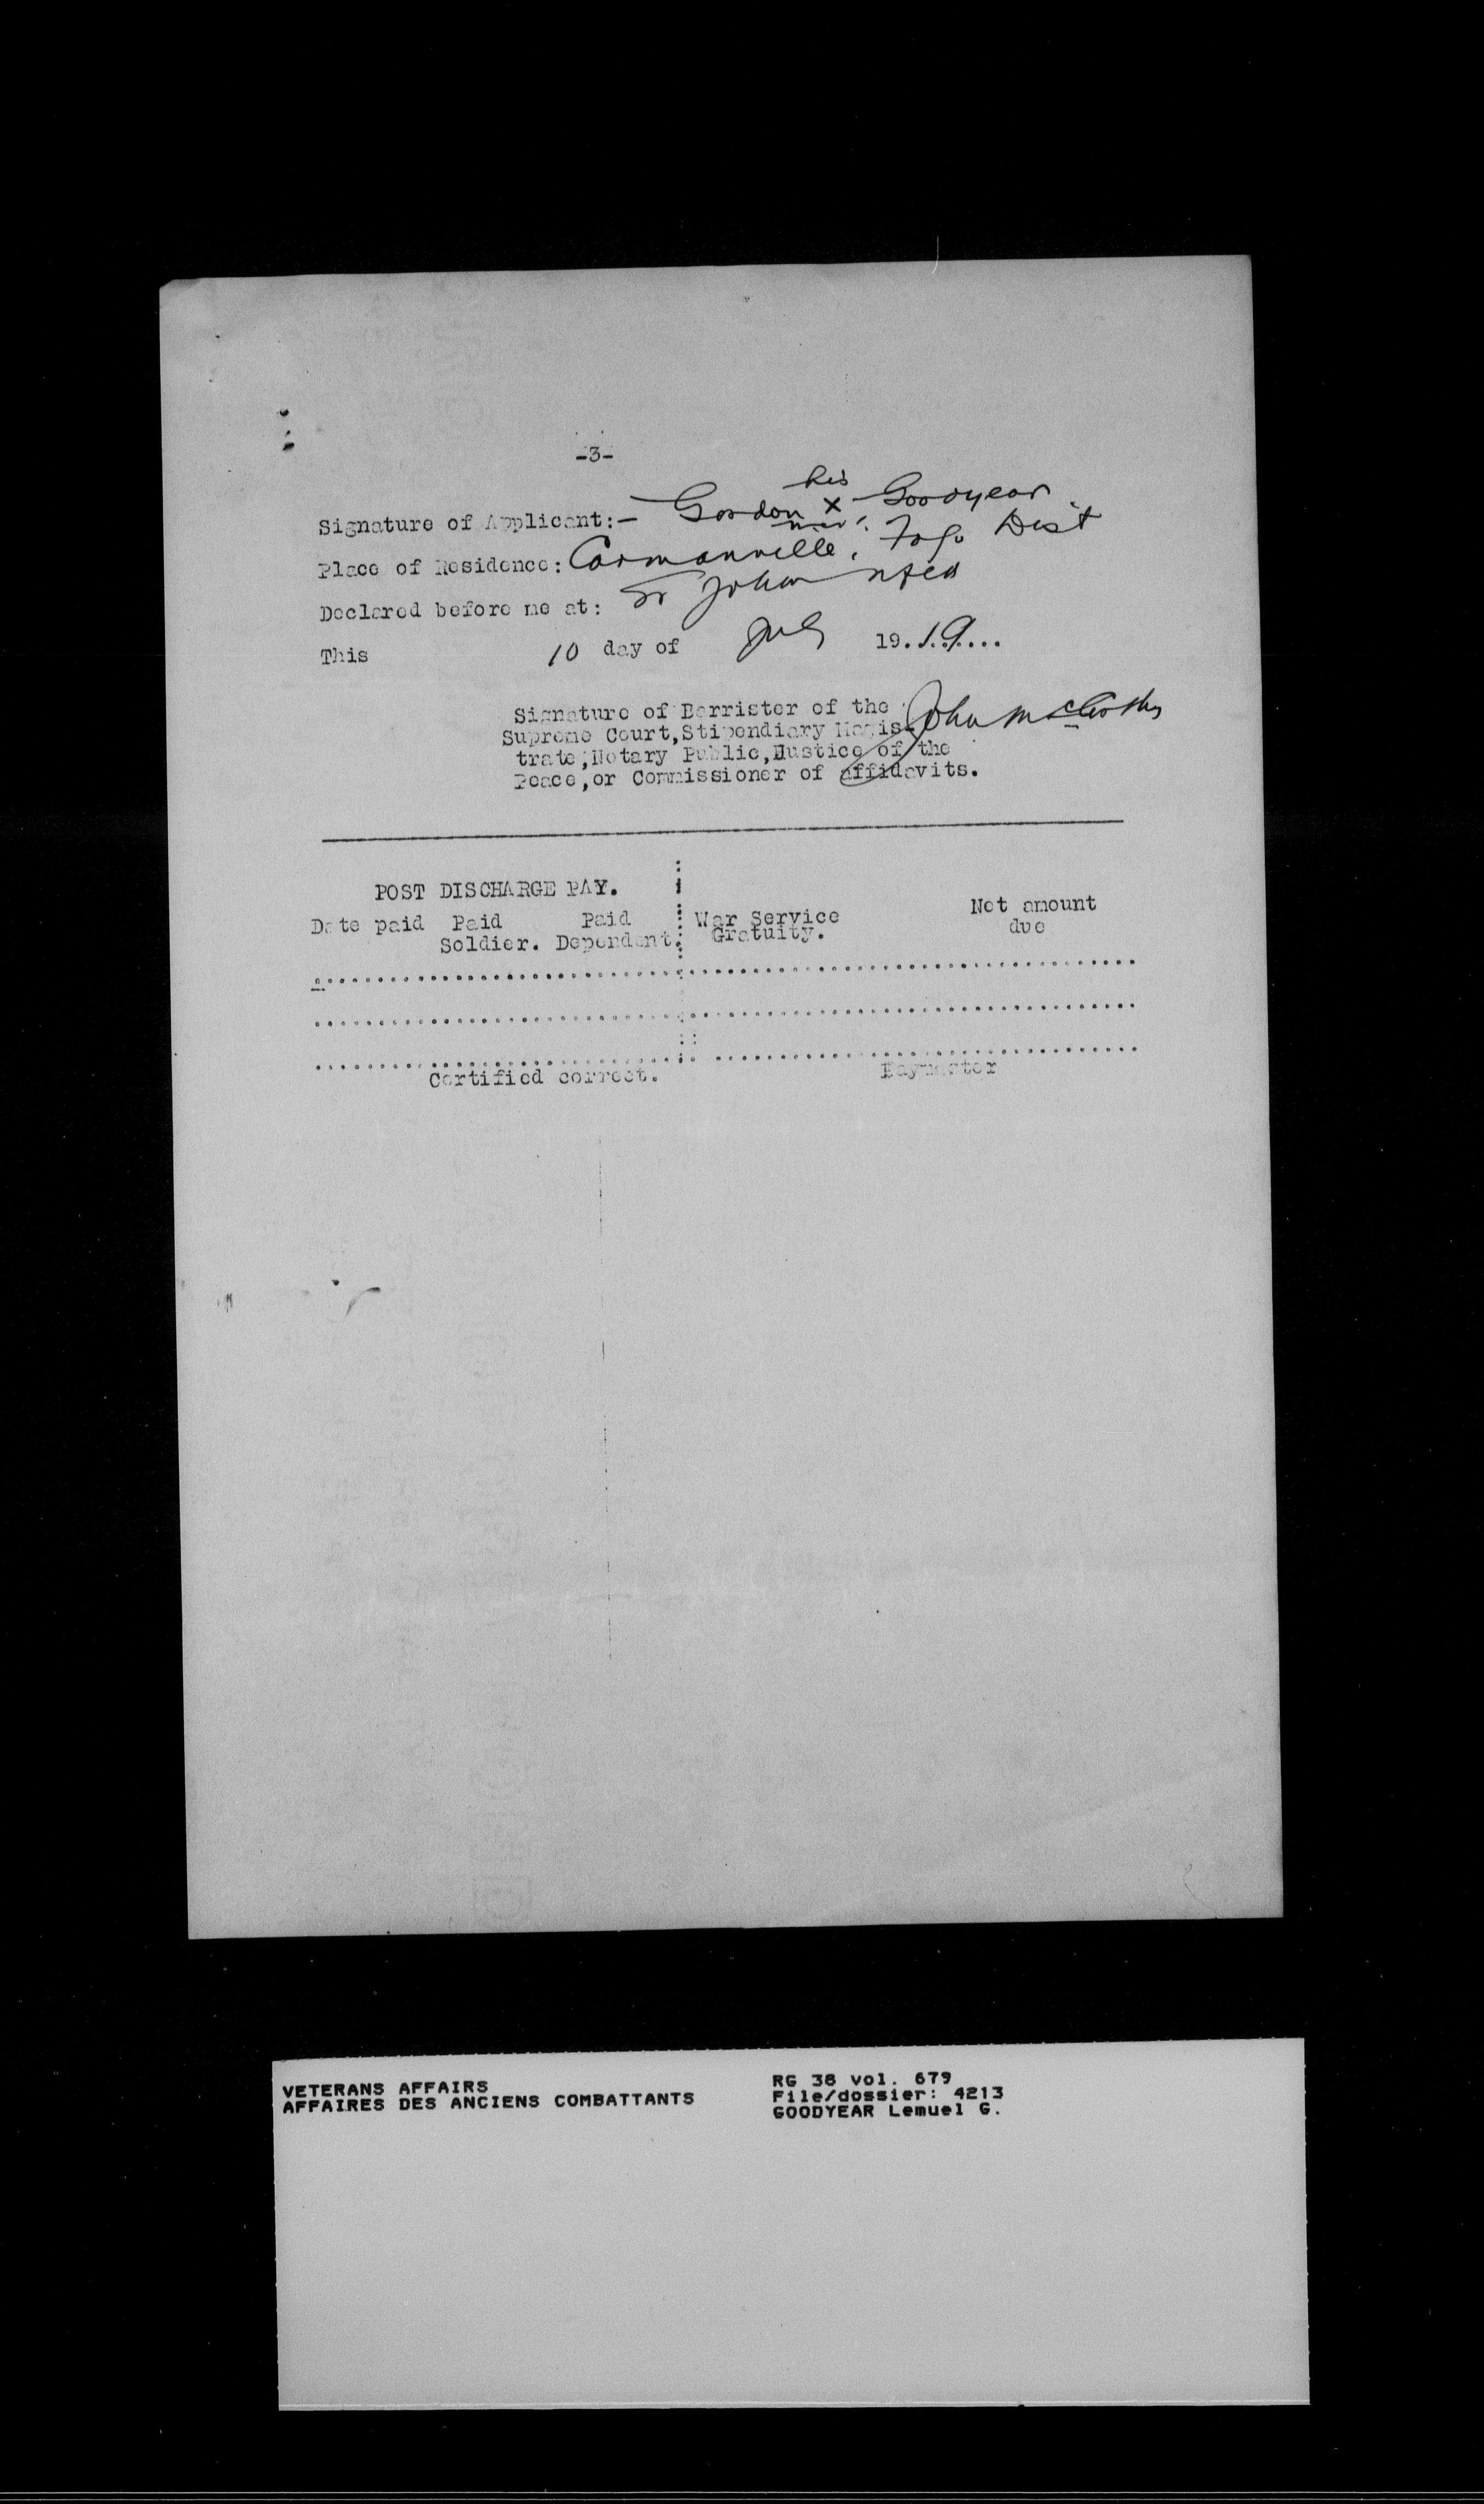 -3-
his
Signature of Applicant:- Gordon X Goodyear
Place of Residence: Carmanville, Fogo Dist
Declared before me at: St John Nfld
This 10 day of July 19.19...
Signature of Barrister of the John McCarthy
Supreme Court,Stipendiary Magis-
trate,Notary Public,Justice of the
Peace,or Commissioner of affidavits.
POST DISCHARGE PAY.
Date paid Paid Paid War Service Net amount
Soldier. Dependent. Gratuity. due
Certified correct. Paymaster
VETERANS AFFAIRS RG 38 vol. 679
AFFAIRES DES ANCIENS COMBATTANTS File/dossier: 4213
GOODYEAR Lemuel G.